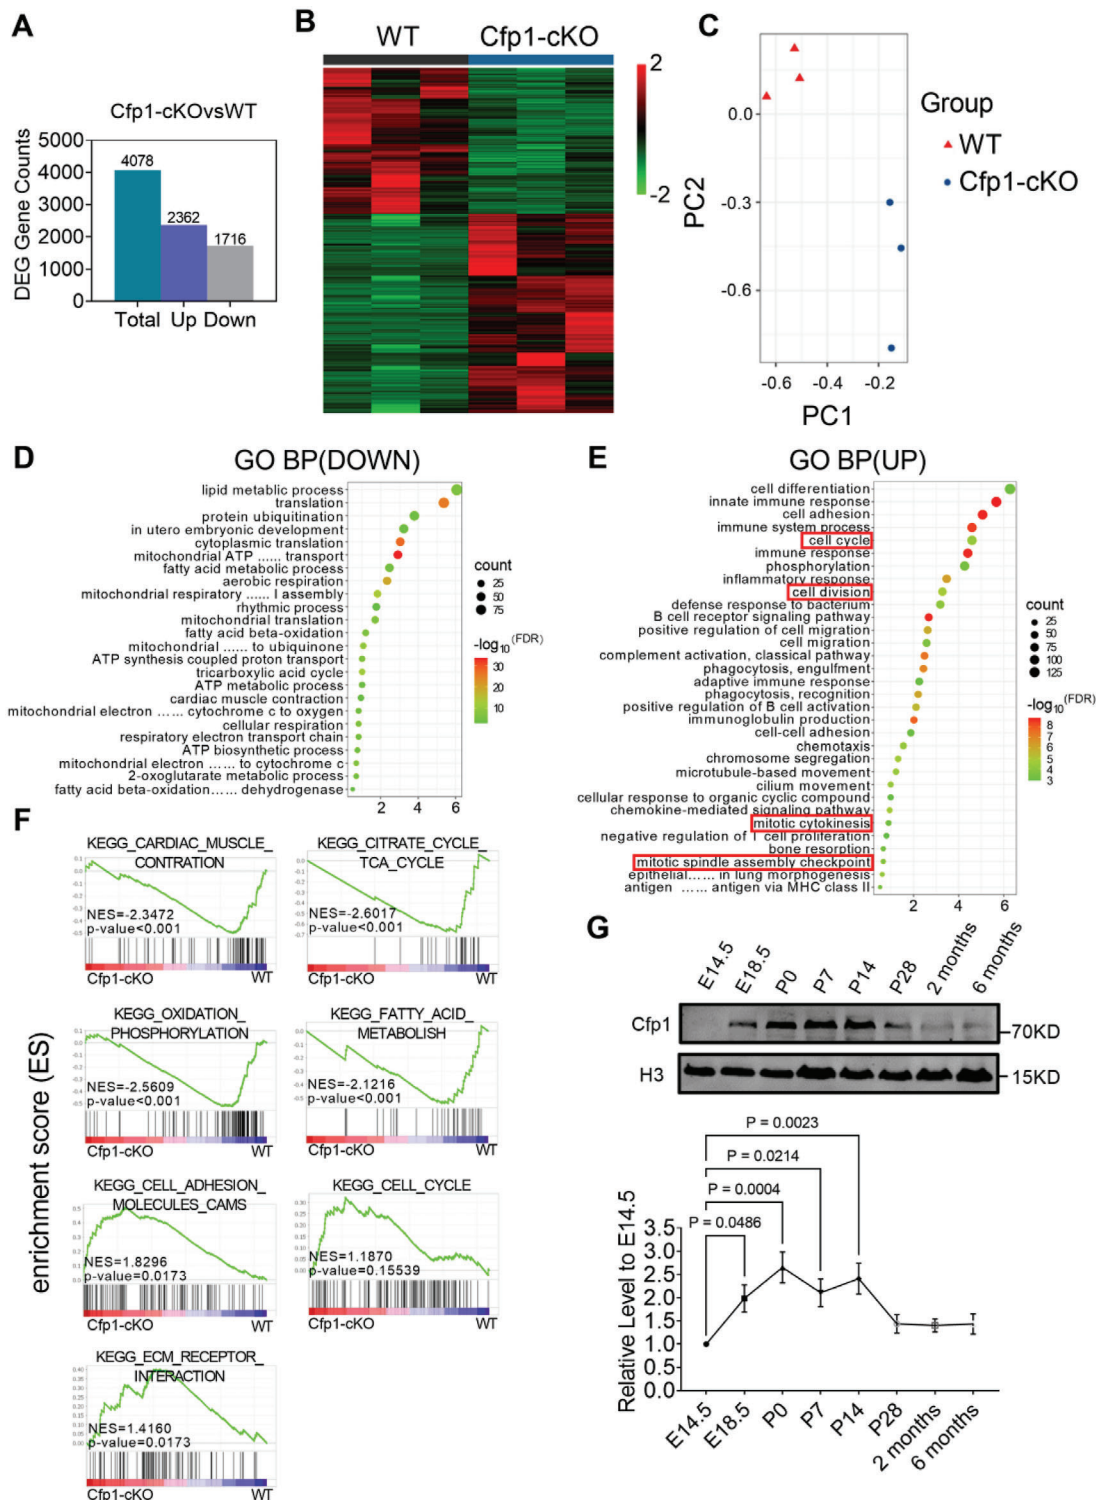 A
Cfp1-cKOvsWT
DEG Gene Counts
5000
4000
3000
2000
1000
0
4078
2362
1716
Total Up Down
B
WT Cfp1-cKO
2
-2
C
PC2
0.0
-0.3
-0.6
-0.6 -0.4 -0.2
PC1
Group
WT
Cfp1-cKO
D
GO BP(DOWN)
lipid metablic process
translation
protein ubiquitination
in utero embryonic development
cytoplasmic translation
mitochondrial ATP ...... transport
fatty acid metabolic process
aerobic respiration
mitochondrial respiratory ...... I assembly
rhythmic process
mitochondrial translation
fatty acid beta-oxidation
mitochondrial ...... to ubiquinone
ATP synthesis coupled proton transport
tricarboxylic acid cycle
ATP metabolic process
cardiac muscle contraction
mitochondrial electron ...... cytochrome c to oxygen
cellular respiration
respiratory electron transport chain
ATP biosynthetic process
mitochondrial electron ...... to cytochrome c
2-oxoglutarate metabolic process
fatty acid beta-oxidation...... dehydrogenase
2 4 6
count
25
50
75
-log10(FDR)
30
20
10
E
GO BP(UP)
cell differentiation
innate immune response
cell adhesion
immune system process
cell cycle
immune response
phosphorylation
inflammatory response
cell division
defense response to bacterium
B cell receptor signaling pathway
positive regulation of cell migration
cell migration
complement activation, classical pathway
phagocytosis, engulfment
adaptive immune response
phagocytosis, recognition
positive regulation of B cell activation
immunoglobulin production
cell-cell adhesion
chemotaxis
chromosome segregation
microtubule-based movement
cilium movement
cellular response to organic cyclic compound
chemokine-mediated signaling pathway
mitotic cytokinesis
negative regulation of T cell proliferation
bone resorption
mitotic spindle assembly checkpoint
epithelial...... in lung morphogenesis
antigen ...... antigen via MHC class II
2 4 6
count
25
50
75
100
125
-log10(FDR)
8
7
6
5
4
3
F
enrichment score (ES)
KEGG_CARDIAC_MUSCLE_
CONTRATION
NES=-2.3472
p-value<0.001
Cfp1-cKO WT
KEGG_CITRATE_CYCLE_
TCA_CYCLE
NES=-2.6017
p-value<0.001
Cfp1-cKO WT
KEGG_OXIDATION_
PHOSPHORYLATION
NES=-2.5609
p-value<0.001
Cfp1-cKO WT
KEGG_FATTY_ACID_
METABOLISH
NES=-2.1216
p-value<0.001
Cfp1-cKO WT
KEGG_CELL_ADHESION_
MOLECULES_CAMS
NES=1.8296
p-value=0.0173
Cfp1-cKO WT
KEGG_CELL_CYCLE
NES=1.1870
p-value=0.15539
Cfp1-cKO WT
KEGG_ECM_RECEPTOR_
INTERACTION
NES=1.4160
p-value=0.0173
Cfp1-cKO WT
G
E14.5 E18.5 P0 P7 P14 P28 2 months 6 months
Cfp1
70KD
H3
15KD
P = 0.0023
P = 0.0214
P = 0.0004
P = 0.0486
Relative Level to E14.5
3.5
3.0
2.5
2.0
1.5
1.0
0.5
0.0
E14.5 E18.5 P0 P7 P14 P28 2 months 6 months